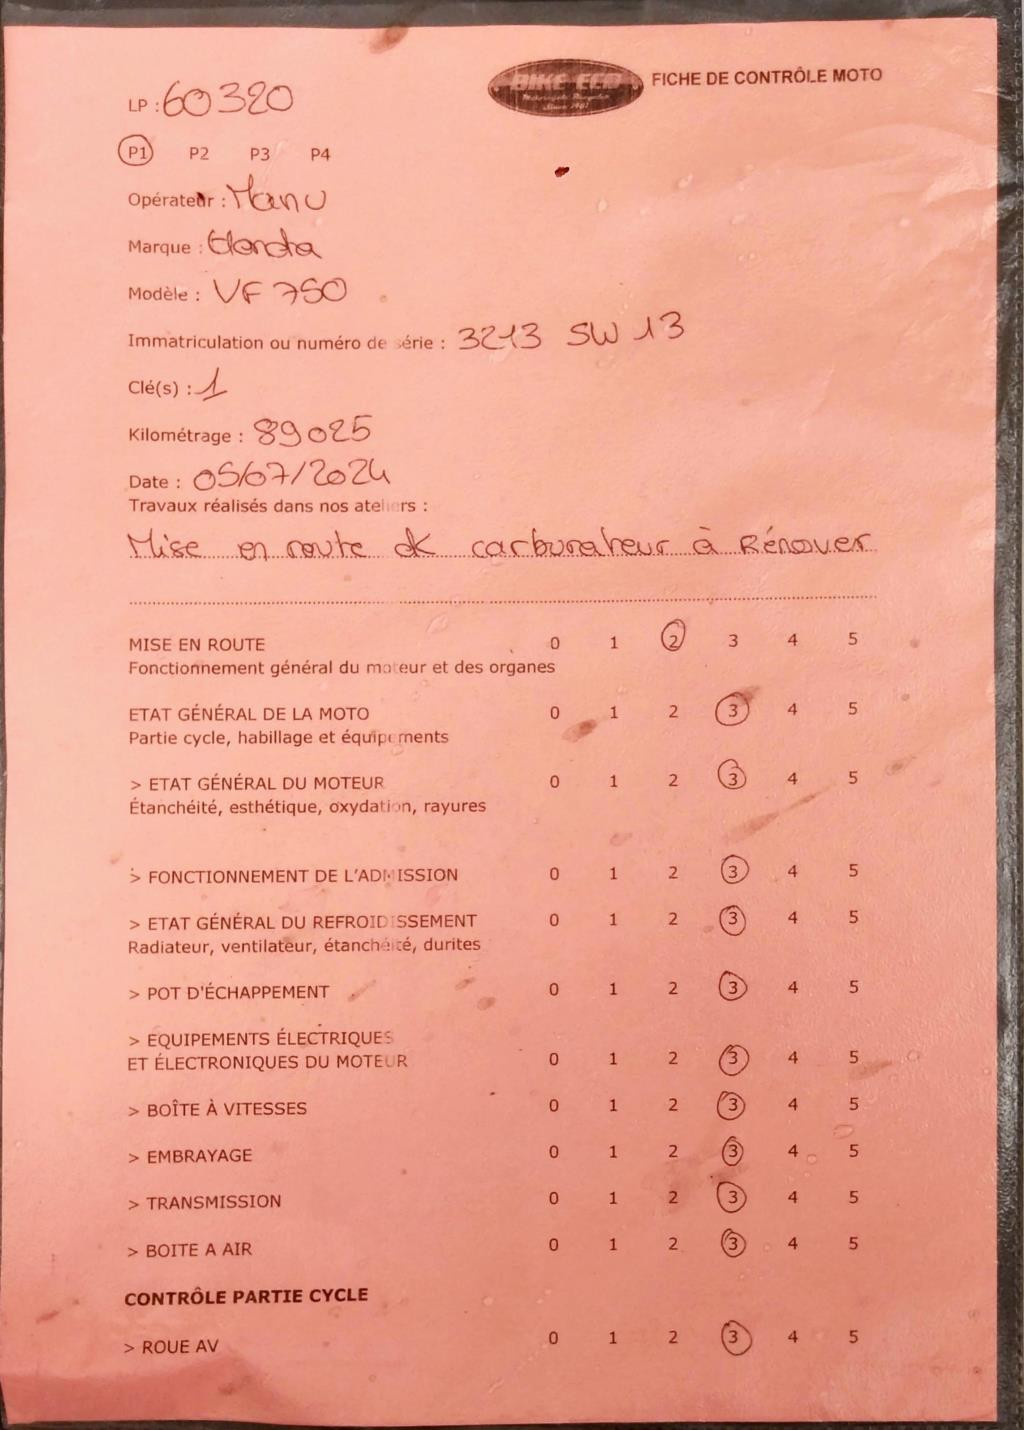 BIKE ECO
FICHE DE CONTRÔLE MOTO
LP : 60320
P1 P2 P3 P4
Opérateur : Manu
Marque : Honda
Modèle : VF 750
Immatriculation ou numéro de série : 3213 SW 13
Clé(s) : 1
Kilométrage : 89025
Date : 05/07/2024
Travaux réalisés dans nos ateliers :
Mise en route ok carburateur à Rénover
MISE EN ROUTE 0 1 2 3 4 5
Fonctionnement général du moteur et des organes
ETAT GÉNÉRAL DE LA MOTO 0 1 2 3 4 5
Partie cycle, habillage et équipements
> ETAT GÉNÉRAL DU MOTEUR 0 1 2 3 4 5
Étanchéité, esthétique, oxydation, rayures
> FONCTIONNEMENT DE L'ADMISSION 0 1 2 3 4 5
> ETAT GÉNÉRAL DU REFROIDISSEMENT 0 1 2 3 4 5
Radiateur, ventilateur, étanchéité, durites
> POT D'ÉCHAPPEMENT 0 1 2 3 4 5
> EQUIPEMENTS ÉLECTRIQUES
ET ÉLECTRONIQUES DU MOTEUR 0 1 2 3 4 5
> BOÎTE À VITESSES 0 1 2 3 4 5
> EMBRAYAGE 0 1 2 3 4 5
> TRANSMISSION 0 1 2 3 4 5
> BOITE A AIR 0 1 2 3 4 5
CONTRÔLE PARTIE CYCLE
> ROUE AV 0 1 2 3 4 5